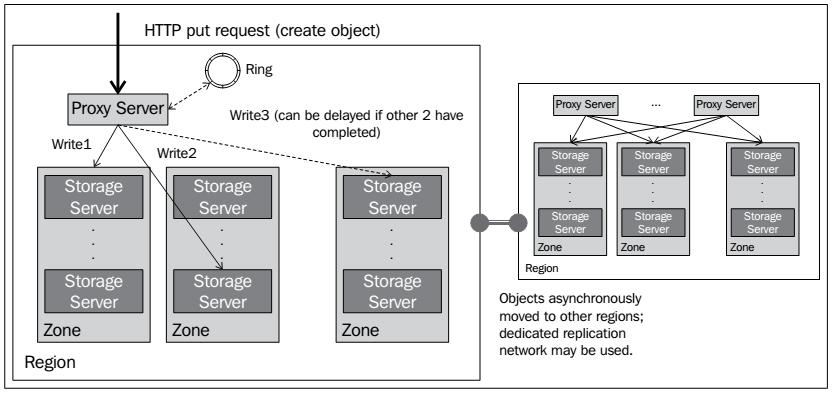 HTTP put request (create object)
Ring
Proxy Server
Write3 (can be delayed if other 2 have
completed)
Write1
Write2
Storage
Server
Storage
Server
Zone
Storage
Server
Storage
Server
Zone
Storage
Server
Storage
Server
Zone
Region
Proxy Server
...
Proxy Server
Storage
Server
Storage
Server
Zone
Storage
Server
Storage
Server
Zone
Storage
Server
Storage
Server
Zone
Region
Objects asynchronously
moved to other regions;
dedicated replication
network may be used.